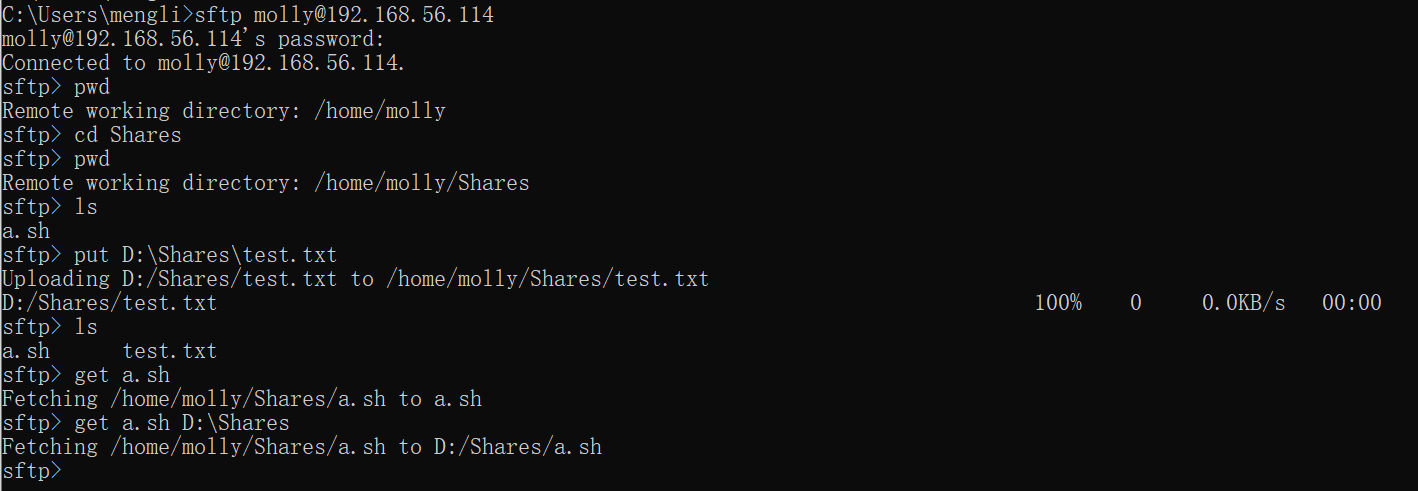 C:\Users\mengli>sftp molly@192.168.56.114
molly@192.168.56.114's password:
Connected to molly@192.168.56.114.
sftp> pwd
Remote working directory: /home/molly
sftp> cd Shares
sftp> pwd
Remote working directory: /home/molly/Shares
sftp> ls
a.sh
sftp> put D:\Shares\test.txt
Uploading D:/Shares/test.txt to /home/molly/Shares/test.txt
D:/Shares/test.txt 100% 0 0.0KB/s 00:00
sftp> ls
a.sh test.txt
sftp> get a.sh
Fetching /home/molly/Shares/a.sh to a.sh
sftp> get a.sh D:\Shares
Fetching /home/molly/Shares/a.sh to D:/Shares/a.sh
sftp>